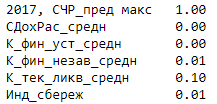 2017, СЧР_пред макс 1.00
СДохРас_средн 0.00
К_фин_уст_средн 0.00
К_фин_незав_средн 0.01
К_тек_ликв_средн 0.10
Инд_сбереж 0.01